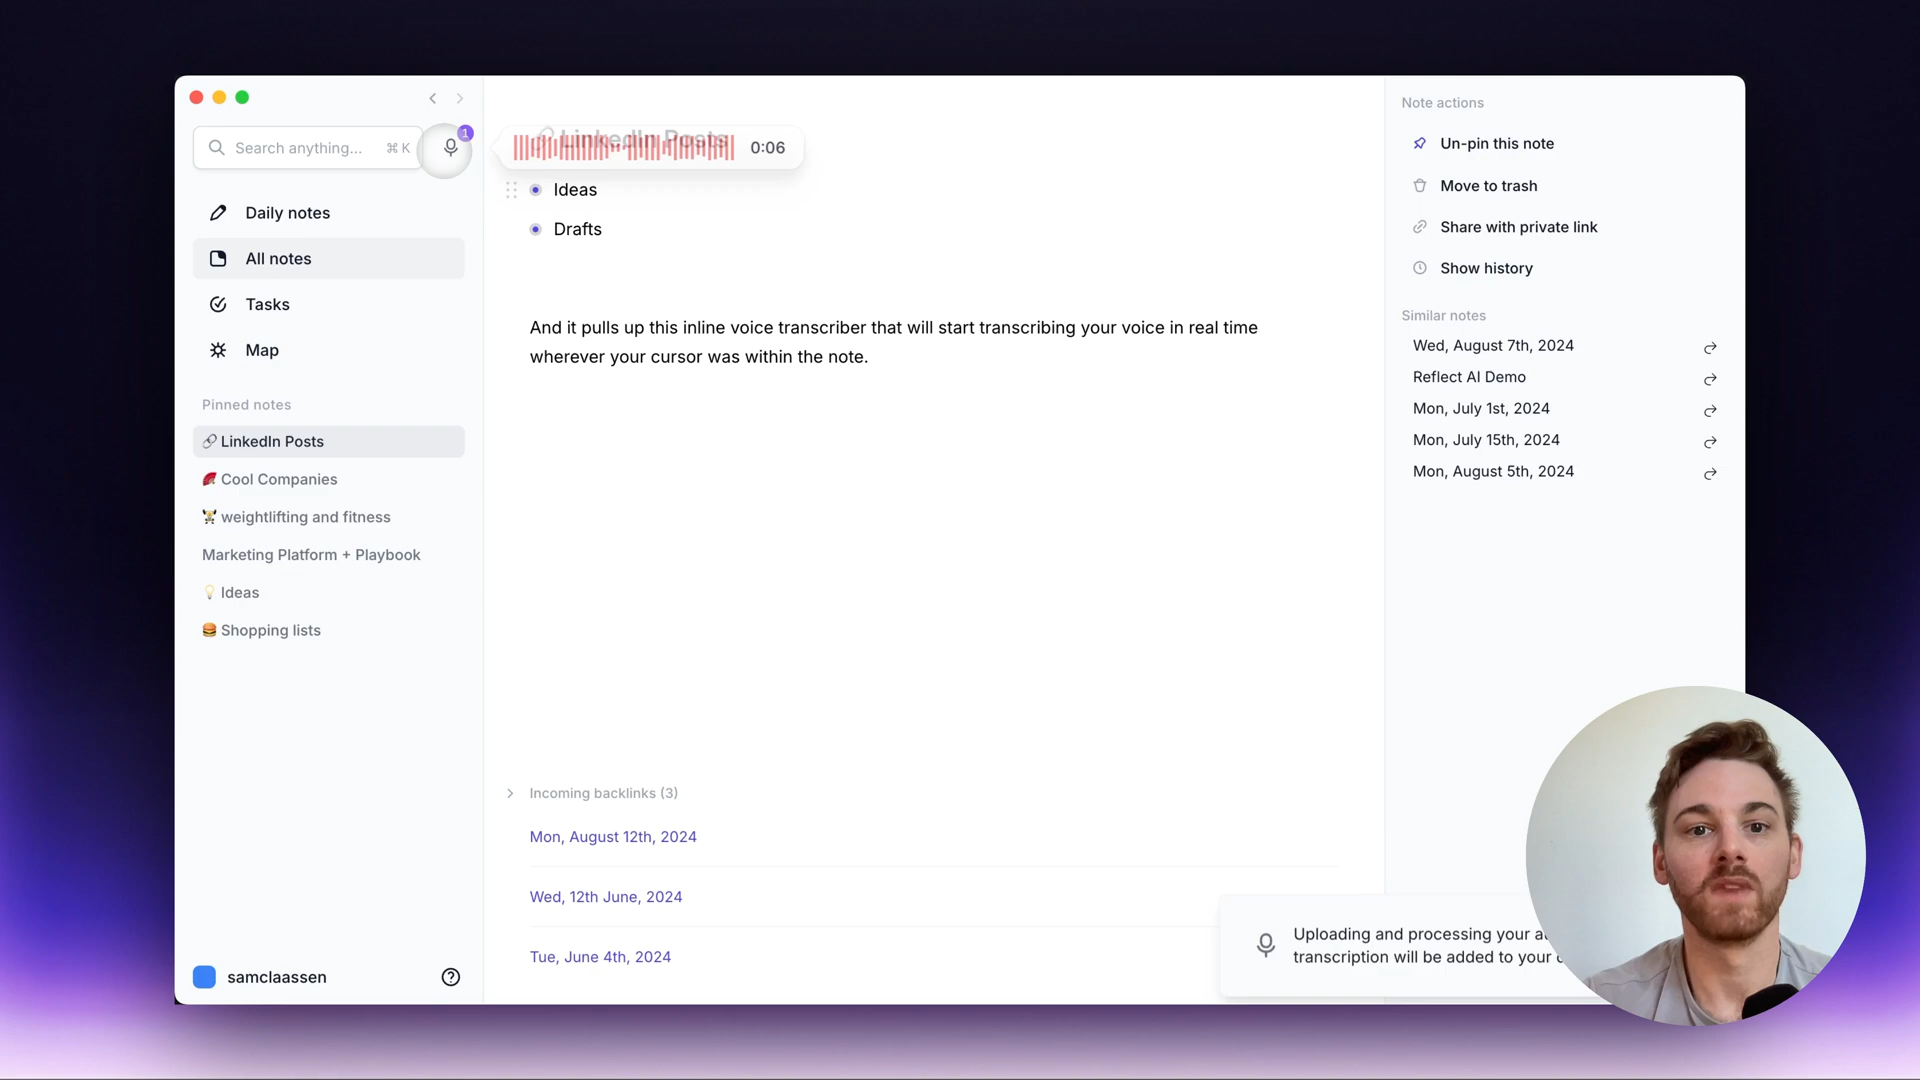 Search anything...
⌘ K
1
LinkedIn Posts
0:06
Ideas
Drafts
Daily notes
All notes
Tasks
Map
Pinned notes
LinkedIn Posts
Cool Companies
weightlifting and fitness
Marketing Platform + Playbook
Ideas
Shopping lists
samclaassen
And it pulls up this inline voice transcriber that will start transcribing your voice in real time
wherever your cursor was within the note.
Incoming backlinks (3)
Mon, August 12th, 2024
Wed, 12th June, 2024
Tue, June 4th, 2024
Note actions
Un-pin this note
Move to trash
Share with private link
Show history
Similar notes
Wed, August 7th, 2024
Reflect AI Demo
Mon, July 1st, 2024
Mon, July 15th, 2024
Mon, August 5th, 2024
Uploading and processing your
transcription will be added to your